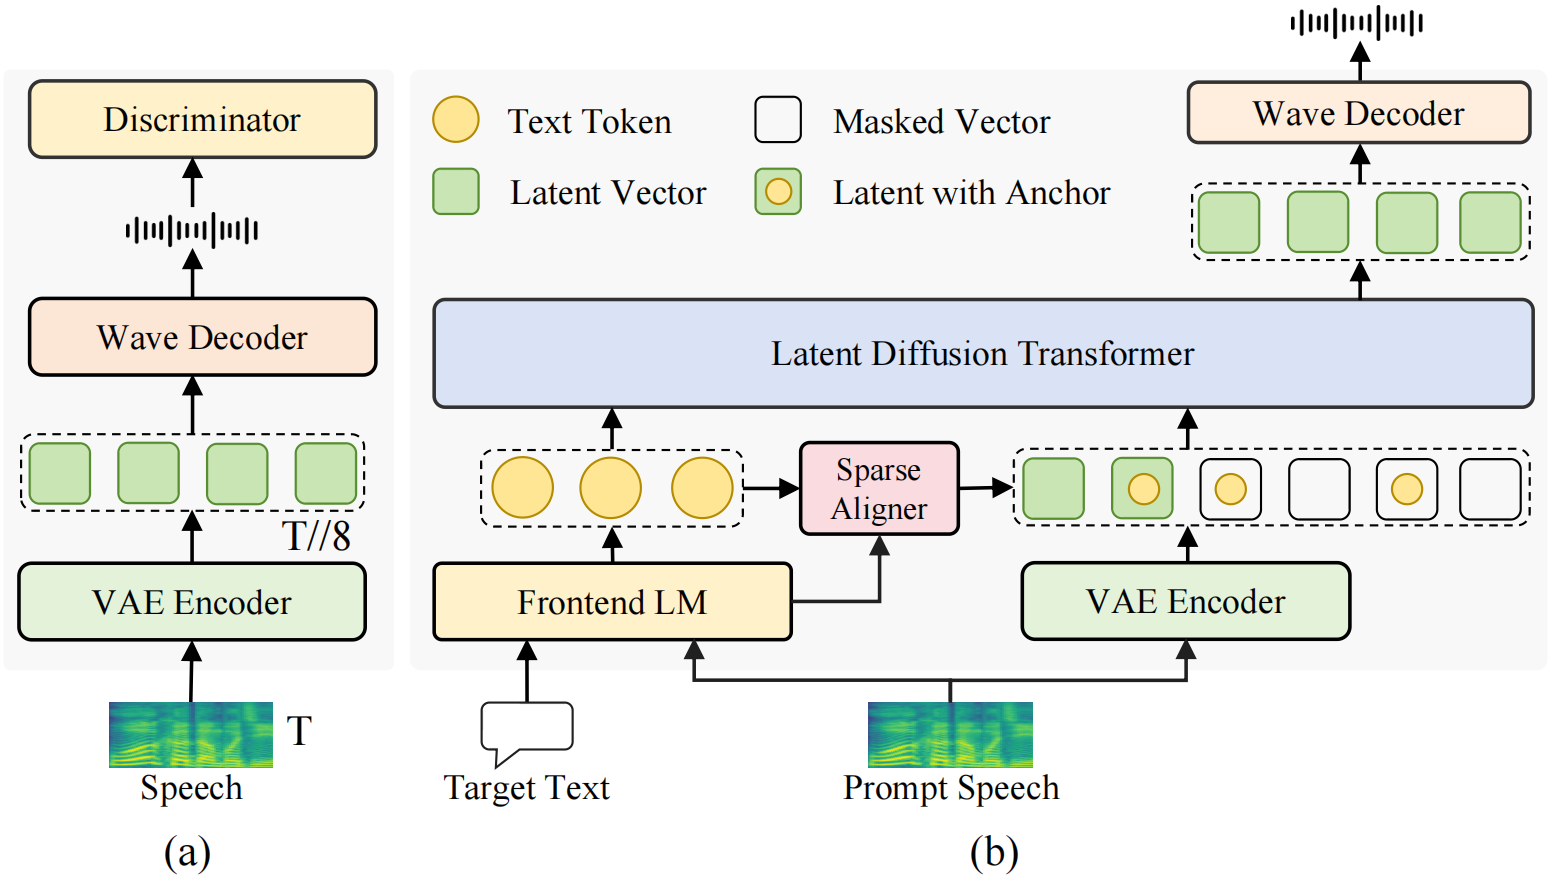 Discriminator
Wave Decoder
T//8
VAE Encoder
T
Speech
(a)
Text Token
Masked Vector
Latent Vector
Latent with Anchor
Wave Decoder
Latent Diffusion Transformer
Sparse
Aligner
Frontend LM
VAE Encoder
Target Text
Prompt Speech
(b)